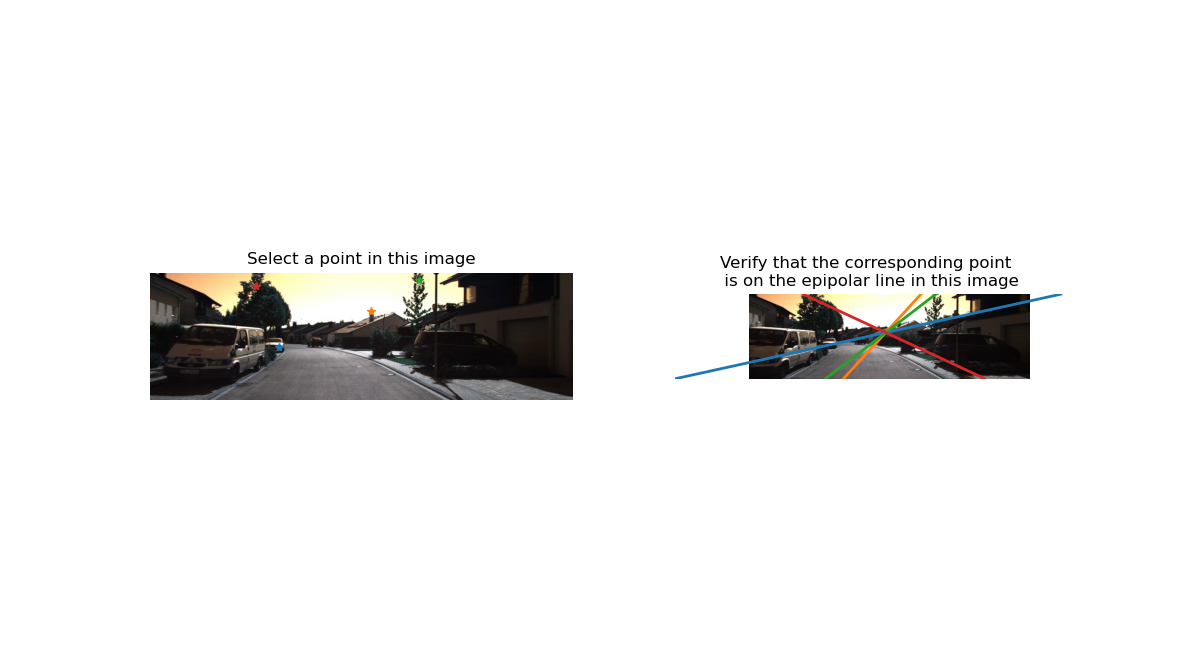 Select a point in this image
Verify that the corresponding point
is on the epipolar line in this image